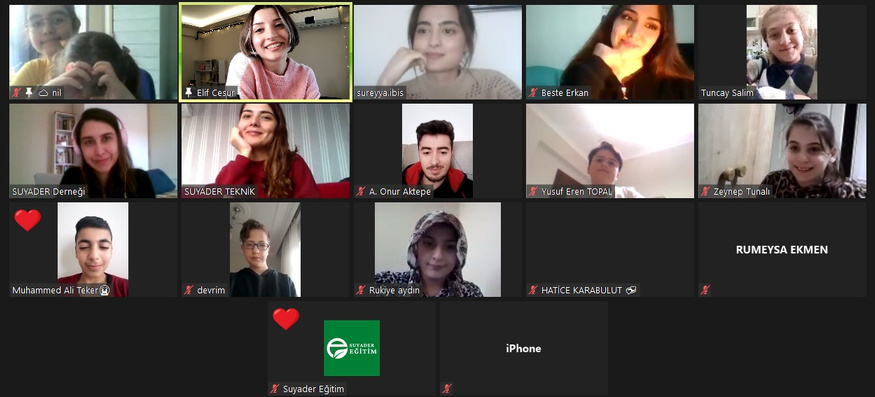 nil
Elif Cesur
sureyya.ibis
Beste Erkan
Tuncay Salim
SUYADER Derneği
SUYADER TEKNİK
A. Onur Aktepe
Yusuf Eren TOPAL
Zeynep Tunalı
Muhammed Ali Teker
devrim
Rukiye aydın
HATİCE KARABULUT
RUMEYSA EKMEN
SUYADER
EĞİTİM
Suyader Eğitim
iPhone